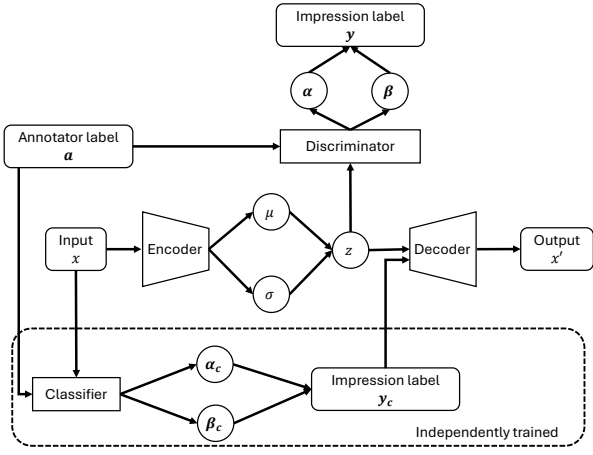 Impression label
y
α
β
Annotator label
a
Discriminator
Input
x
Encoder
μ
σ
z
Decoder
Output
x′
Classifier
α_c
β_c
Impression label
y_c
Independently trained